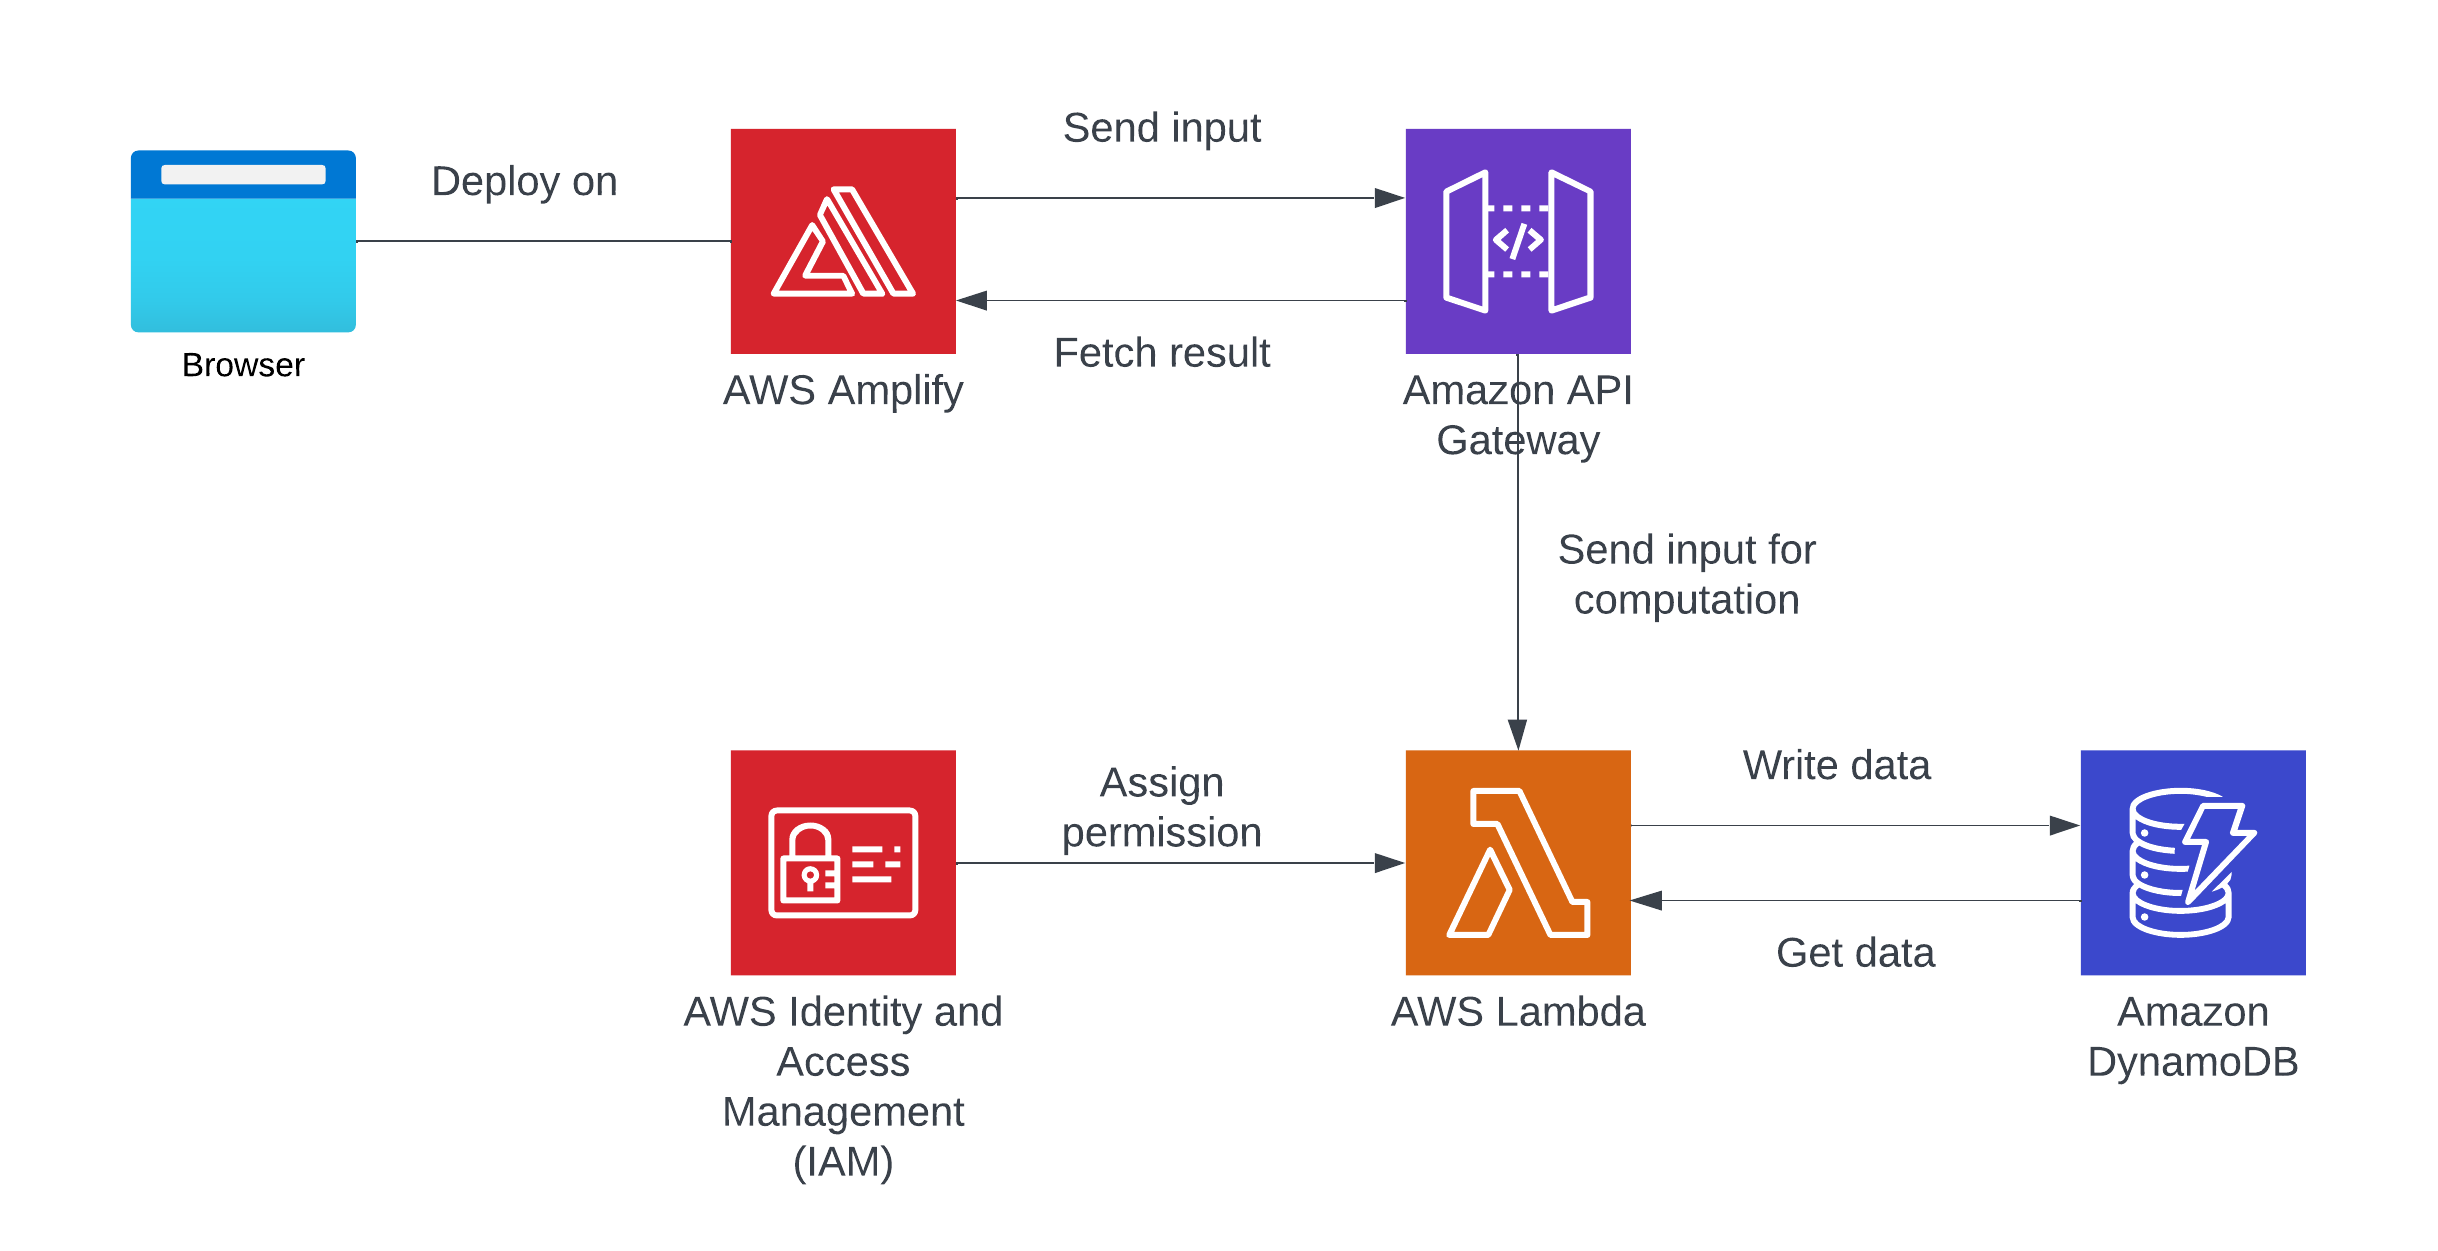 Send input
Deploy on
Browser
Fetch result
AWS Amplify
Amazon API
Gateway
Send input for
computation
Assign
permission
Write data
Get data
AWS Identity and
Access
Management
(IAM)
AWS Lambda
Amazon
DynamoDB